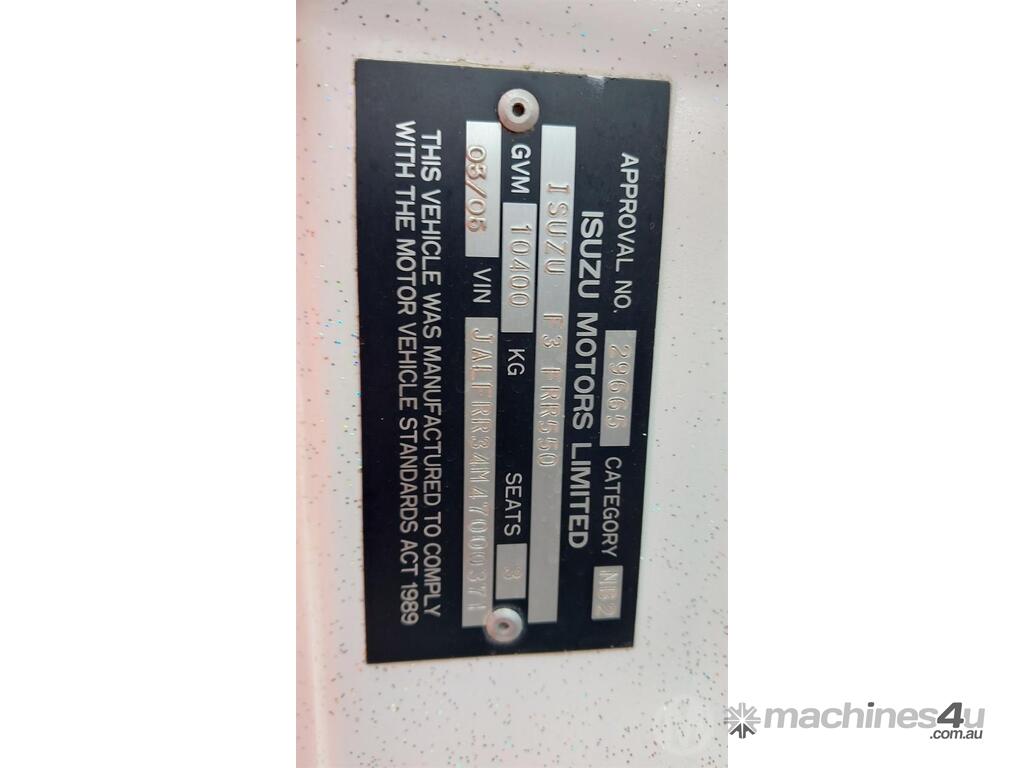 APPROVAL NO. 29665 CATEGORY NB2
ISUZU MOTORS LIMITED
ISUZU F3 FRR550
GVM 10400 KG SEATS 3
03/05 VIN JALFRR34M47000371
THIS VEHICLE WAS MANUFACTURED TO COMPLY
WITH THE MOTOR VEHICLE STANDARDS ACT 1989
machines4u
.com.au